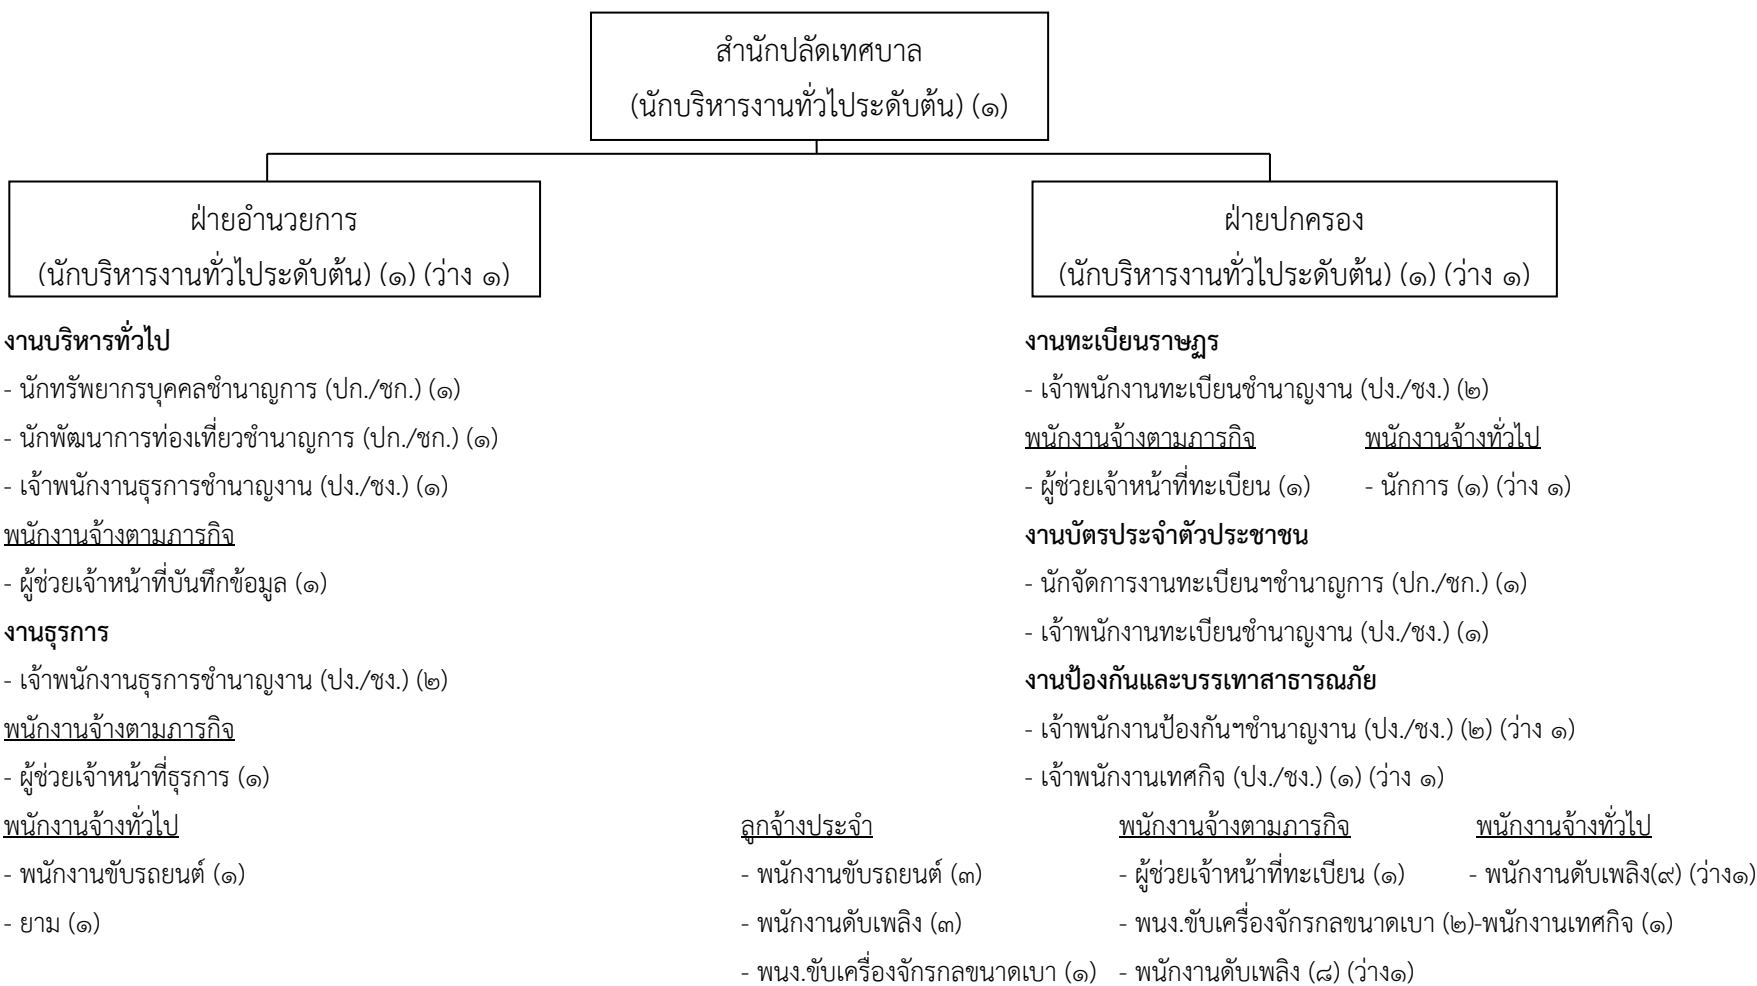 สำนักปลัดเทศบาล
(นักบริหารงานทั่วไประดับต้น) (๑)
ฝ่ายอำนวยการ
(นักบริหารงานทั่วไประดับต้น) (๑) (ว่าง ๑)
งานบริหารทั่วไป
- นักทรัพยากรบุคคลชำนาญการ (ปก./ชก.) (๑)
- นักพัฒนาการท่องเที่ยวชำนาญการ (ปก./ชก.) (๑)
- เจ้าพนักงานธุรการชำนาญงาน (ปง./ชง.) (๑)
พนักงานจ้างตามภารกิจ
- ผู้ช่วยเจ้าหน้าที่บันทึกข้อมูล (๑)
งานธุรการ
- เจ้าพนักงานธุรการชำนาญงาน (ปง./ชง.) (๒)
พนักงานจ้างตามภารกิจ
- ผู้ช่วยเจ้าหน้าที่ธุรการ (๑)
พนักงานจ้างทั่วไป
- พนักงานขับรถยนต์ (๑)
- ยาม (๑)
ฝ่ายปกครอง
(นักบริหารงานทั่วไประดับต้น) (๑) (ว่าง ๑)
งานทะเบียนราษฎร
- เจ้าพนักงานทะเบียนชำนาญงาน (ปง./ชง.) (๒)
พนักงานจ้างตามภารกิจ พนักงานจ้างทั่วไป
- ผู้ช่วยเจ้าหน้าที่ทะเบียน (๑) - นักการ (๑) (ว่าง ๑)
งานบัตรประจำตัวประชาชน
- นักจัดการงานทะเบียนฯชำนาญการ (ปก./ชก.) (๑)
- เจ้าพนักงานทะเบียนชำนาญงาน (ปง./ชง.) (๑)
งานป้องกันและบรรเทาสาธารณภัย
- เจ้าพนักงานป้องกันฯชำนาญงาน (ปง./ชง.) (๒) (ว่าง ๑)
- เจ้าพนักงานเทศกิจ (ปง./ชง.) (๑) (ว่าง ๑)
ลูกจ้างประจำ พนักงานจ้างตามภารกิจ พนักงานจ้างทั่วไป
- พนักงานขับรถยนต์ (๓) - ผู้ช่วยเจ้าหน้าที่ทะเบียน (๑) - พนักงานดับเพลิง(๙) (ว่าง๑)
- พนักงานดับเพลิง (๓) - พนง.ขับเครื่องจักรกลขนาดเบา (๒) -พนักงานเทศกิจ (๑)
- พนง.ขับเครื่องจักรกลขนาดเบา (๑) - พนักงานดับเพลิง (๘) (ว่าง๑)